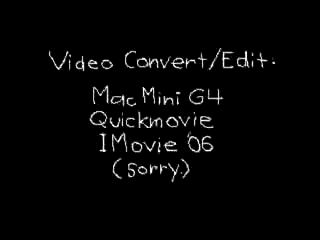 Video Convert/Edit:
Mac Mini G4
Quickmovie
IMovie '06
(sorry.)